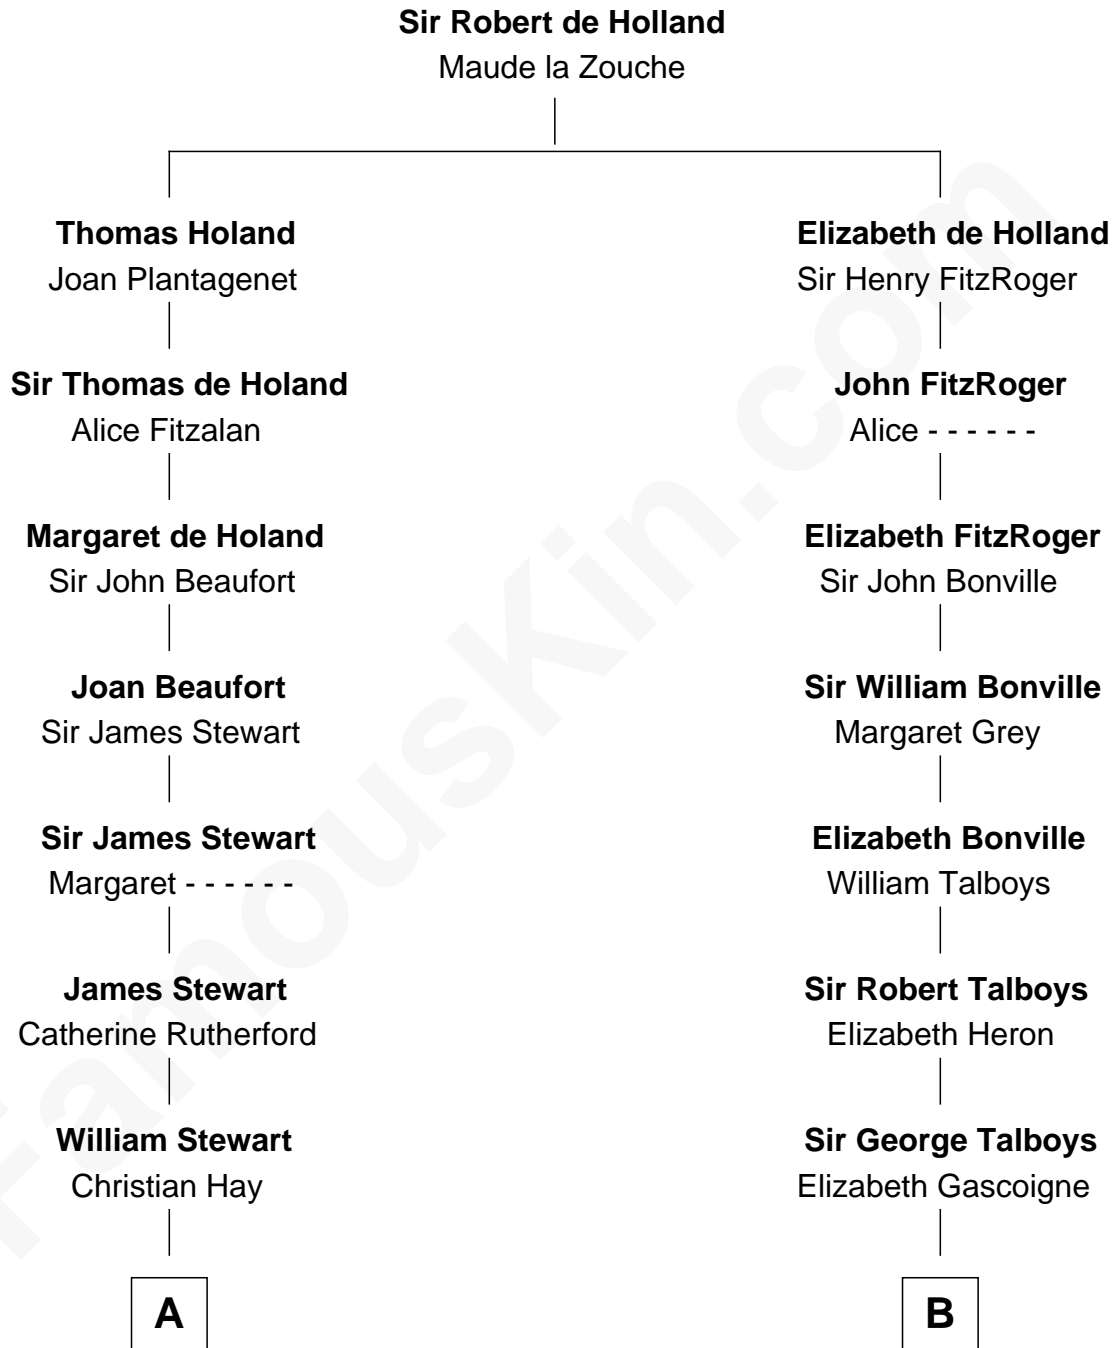 Sir Robert de Holland
Maude la Zouche
Thomas Holand
Joan Plantagenet
Elizabeth de Holland
Sir Henry FitzRoger
Sir Thomas de Holand
Alice Fitzalan
John FitzRoger
Alice - - - - - -
Margaret de Holand
Sir John Beaufort
Elizabeth FitzRoger
Sir John Bonville
Joan Beaufort
Sir James Stewart
Sir William Bonville
Margaret Grey
Sir James Stewart
Margaret - - - - - -
Elizabeth Bonville
William Talboys
James Stewart
Catherine Rutherford
Sir Robert Talboys
Elizabeth Heron
William Stewart
Christian Hay
Sir George Talboys
Elizabeth Gascoigne
A
B
FamousKin.com